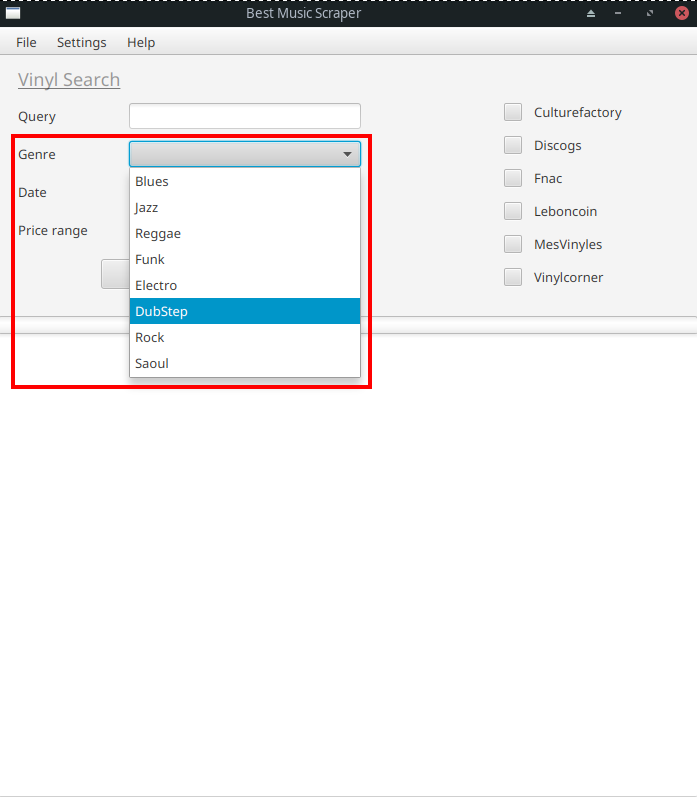 Best Music Scraper
File Settings Help
Vinyl Search
Query
Genre
Date
Price range
Blues
Jazz
Reggae
Funk
Electro
DubStep
Rock
Saoul
Culturefactory
Discogs
Fnac
Leboncoin
MesVinyles
Vinylcorner